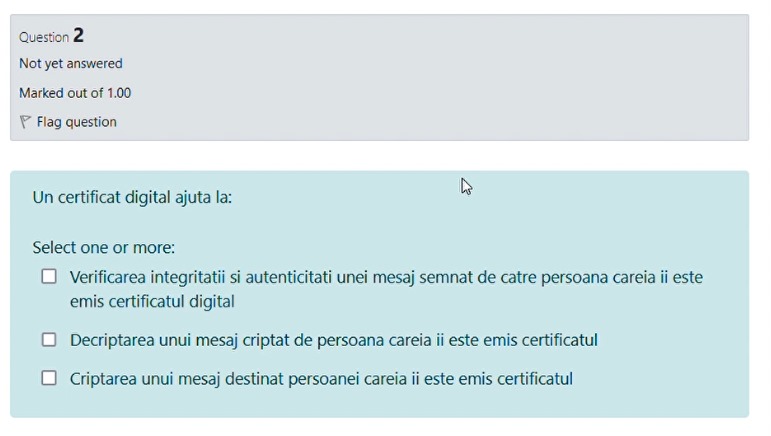 Question 2
Not yet answered
Marked out of 1.00
Flag question
Un certificat digital ajuta la:
Select one or more:
Verificarea integritatii si autenticitati unei mesaj semnat de catre persoana careia ii este
emis certificatul digital
Decriptarea unui mesaj criptat de persoana careia ii este emis certificatul
Criptarea unui mesaj destinat persoanei careia ii este emis certificatul